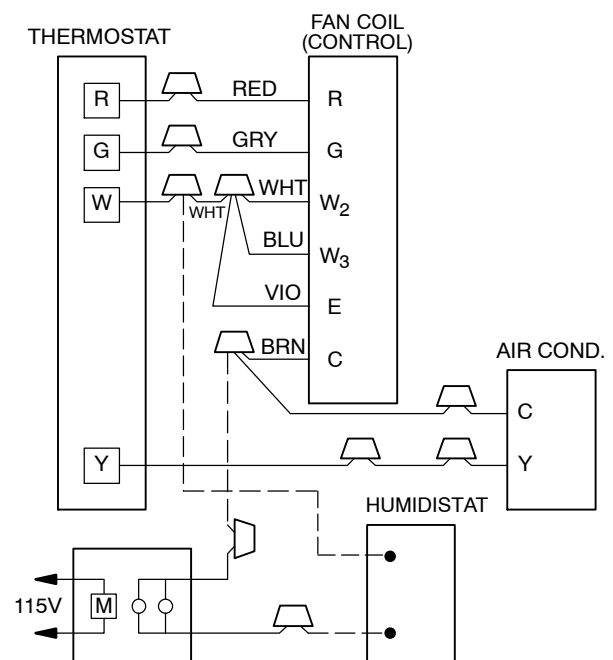 FAN COIL
(CONTROL)
THERMOSTAT
R RED R
G GRY G
W WHT WHT W2
BLU W3
VIO E
BRN C
AIR COND.
C
Y Y
HUMIDISTAT
115V M